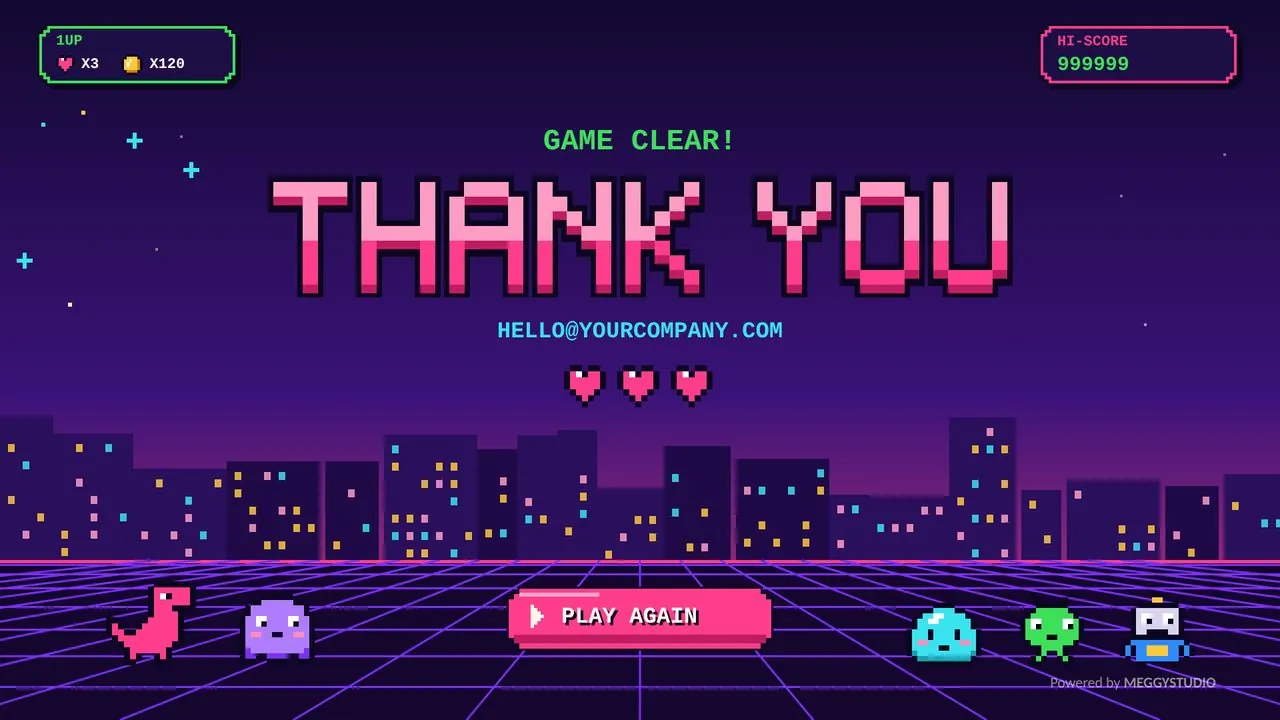 1UP
X3 X120
HI-SCORE
999999
GAME CLEAR!
THANK YOU
HELLO@YOURCOMPANY.COM
PLAY AGAIN
Powered by MEGGYSTUDIO